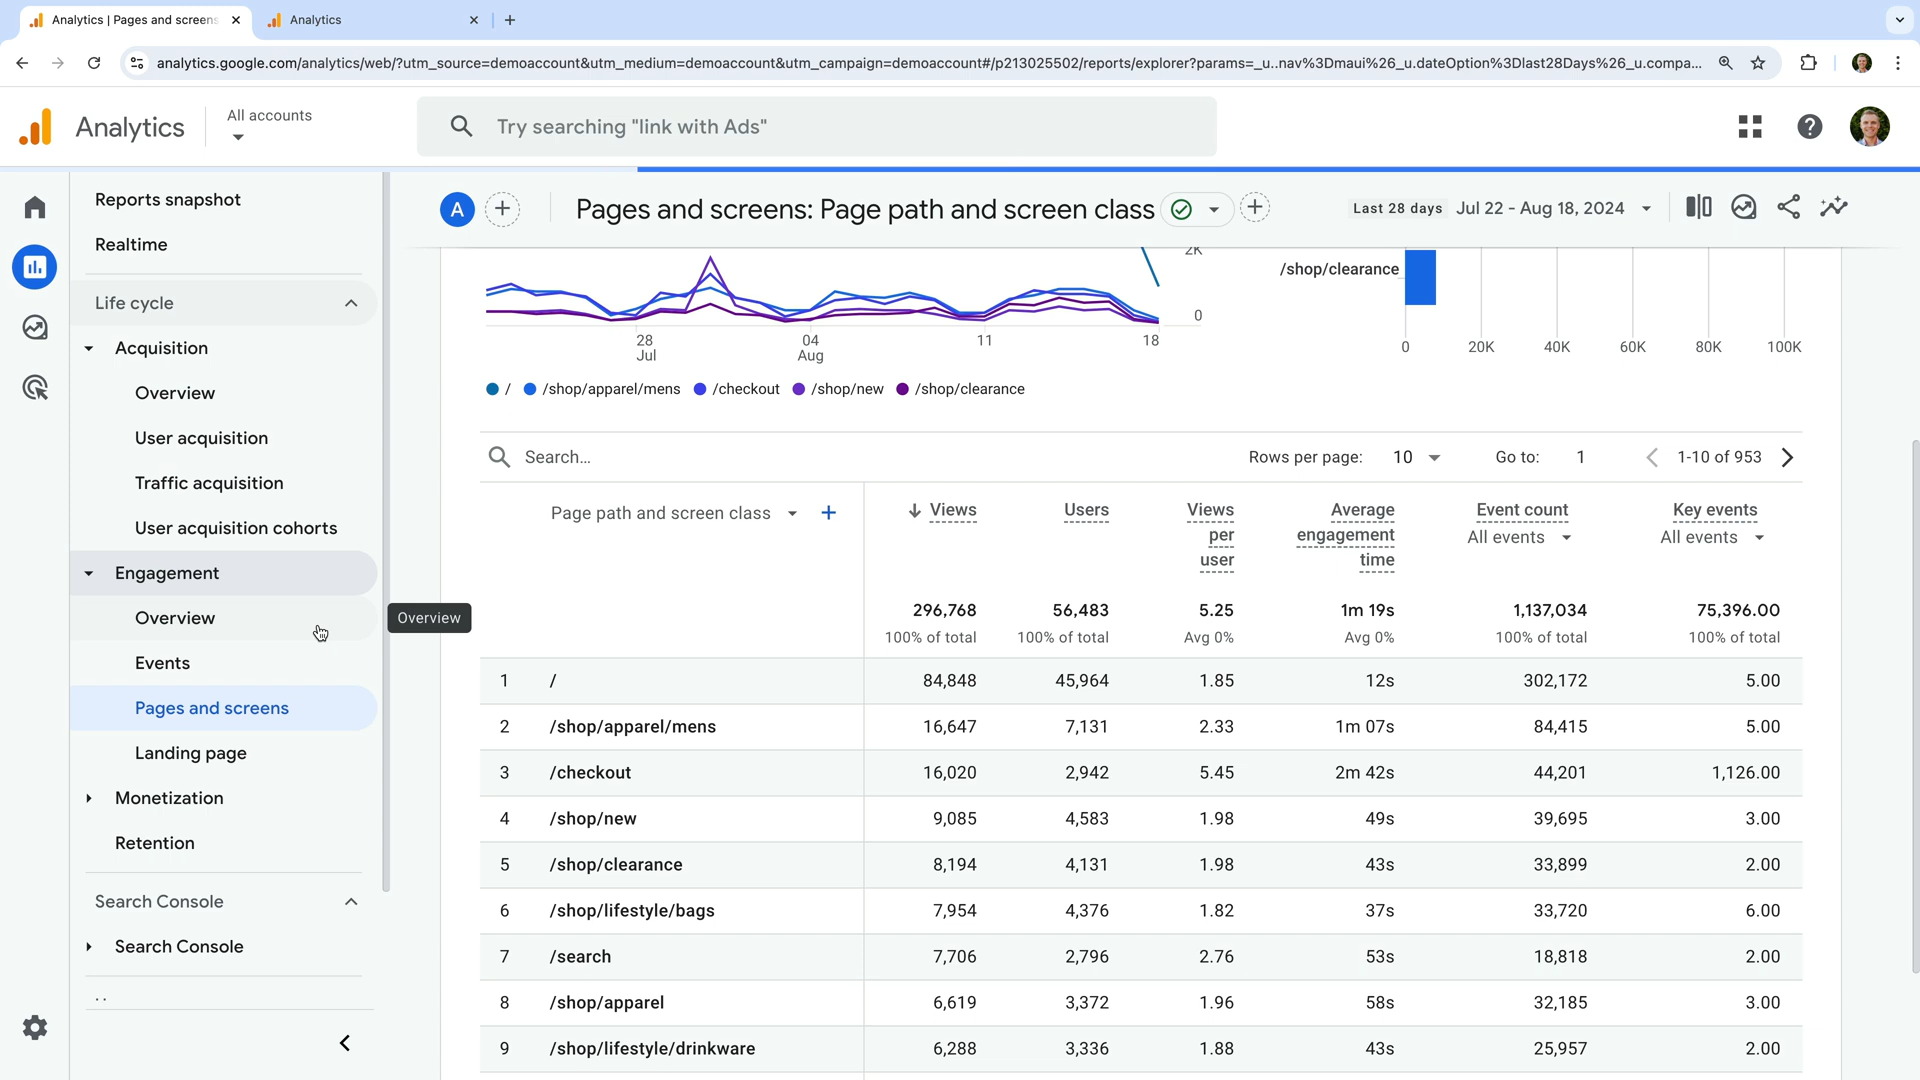 Analytics | Pages and screens
Analytics
analytics.google.com/analytics/web/?utm_source=demoaccount&utm_medium=demoaccount&utm_campaign=demoaccount#/p213025502/reports/explorer?params=_u..nav%3Dmaui%26_u.dateOption%3Dlast28Days%26_u.compa...
Analytics
All accounts
Try searching "link with Ads"
Reports snapshot
Realtime
Life cycle
Acquisition
Overview
User acquisition
Traffic acquisition
User acquisition cohorts
Engagement
Overview
Overview
Events
Pages and screens
Landing page
Monetization
Retention
Search Console
Search Console
A
Pages and screens: Page path and screen class
Last 28 days Jul 22 - Aug 18, 2024
2K
0
28 Jul
04 Aug
11
18
/ /shop/apparel/mens /checkout /shop/new /shop/clearance
/shop/clearance
0 20K 40K 60K 80K 100K
Search...
Rows per page: 10 Go to: 1 1-10 of 953
Page path and screen class
Views
Users
Views per user
Average engagement time
Event count
All events
Key events
All events
296,768 56,483 5.25 1m 19s 1,137,034 75,396.00
100% of total 100% of total Avg 0% Avg 0% 100% of total 100% of total
1 / 84,848 45,964 1.85 12s 302,172 5.00
2 /shop/apparel/mens 16,647 7,131 2.33 1m 07s 84,415 5.00
3 /checkout 16,020 2,942 5.45 2m 42s 44,201 1,126.00
4 /shop/new 9,085 4,583 1.98 49s 39,695 3.00
5 /shop/clearance 8,194 4,131 1.98 43s 33,899 2.00
6 /shop/lifestyle/bags 7,954 4,376 1.82 37s 33,720 6.00
7 /search 7,706 2,796 2.76 53s 18,818 2.00
8 /shop/apparel 6,619 3,372 1.96 58s 32,185 3.00
9 /shop/lifestyle/drinkware 6,288 3,336 1.88 43s 25,957 2.00